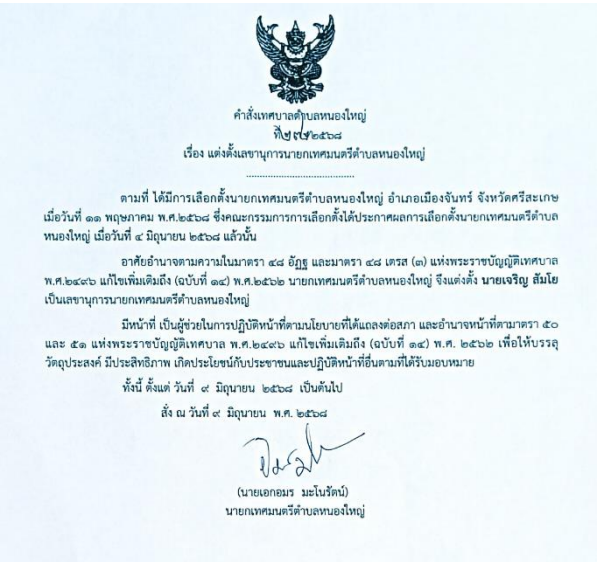 คำสั่งเทศบาลตำบลหนองใหญ่
ที่ /๒๕๖๘
เรื่อง แต่งตั้งเลขานุการนายกเทศมนตรีตำบลหนองใหญ่
.......................................
ตามที่ ได้มีการเลือกตั้งนายกเทศมนตรีตำบลหนองใหญ่ อำเภอเมืองจันทร์ จังหวัดศรีสะเกษ
เมื่อวันที่ ๑๑ พฤษภาคม พ.ศ.๒๕๖๘ ซึ่งคณะกรรมการการเลือกตั้งได้ประกาศผลการเลือกตั้งนายกเทศมนตรีตำบล
หนองใหญ่ เมื่อวันที่ ๔ มิถุนายน ๒๕๖๘ แล้วนั้น
อาศัยอำนาจตามความในมาตรา ๔๘ อัฏฐ และมาตรา ๔๘ เตรส (๓) แห่งพระราชบัญญัติเทศบาล
พ.ศ.๒๔๙๖ แก้ไขเพิ่มเติมถึง (ฉบับที่ ๑๔) พ.ศ.๒๕๖๒ นายกเทศมนตรีตำบลหนองใหญ่ จึงแต่งตั้ง นายเจริญ สัมโย
เป็นเลขานุการนายกเทศมนตรีตำบลหนองใหญ่
มีหน้าที่ เป็นผู้ช่วยในการปฏิบัติหน้าที่ตามนโยบายที่ได้แถลงต่อสภา และอำนาจหน้าที่ตามาตรา ๕๐
และ ๕๑ แห่งพระราชบัญญัติเทศบาล พ.ศ.๒๔๙๖ แก้ไขเพิ่มเติมถึง (ฉบับที่ ๑๔) พ.ศ. ๒๕๖๒ เพื่อให้บรรลุ
วัตถุประสงค์ มีประสิทธิภาพ เกิดประโยชน์กับประชาชนและปฏิบัติหน้าที่อื่นตามที่ได้รับมอบหมาย
ทั้งนี้ ตั้งแต่ วันที่ ๙ มิถุนายน ๒๕๖๘ เป็นต้นไป
สั่ง ณ วันที่ ๙ มิถุนายน พ.ศ. ๒๕๖๘
(นายเอกอมร มะโนรัตน์)
นายกเทศมนตรีตำบลหนองใหญ่